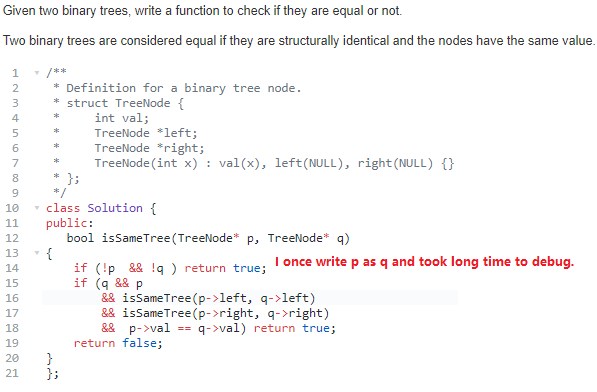 Given two binary trees, write a function to check if they are equal or not.
Two binary trees are considered equal if they are structurally identical and the nodes have the same value.
1 /**
2  * Definition for a binary tree node.
3  * struct TreeNode {
4  *     int val;
5  *     TreeNode *left;
6  *     TreeNode *right;
7  *     TreeNode(int x) : val(x), left(NULL), right(NULL) {}
8  * };
9  */
10 class Solution {
11 public:
12    bool isSameTree(TreeNode* p, TreeNode* q)
13 {
14     if (!p  && !q ) return true; I once write p as q and took long time to debug.
15     if (q && p
16         && isSameTree(p->left, q->left)
17         && isSameTree(p->right, q->right)
18         &&  p->val == q->val) return true;
19     return false;
20 }
21 };